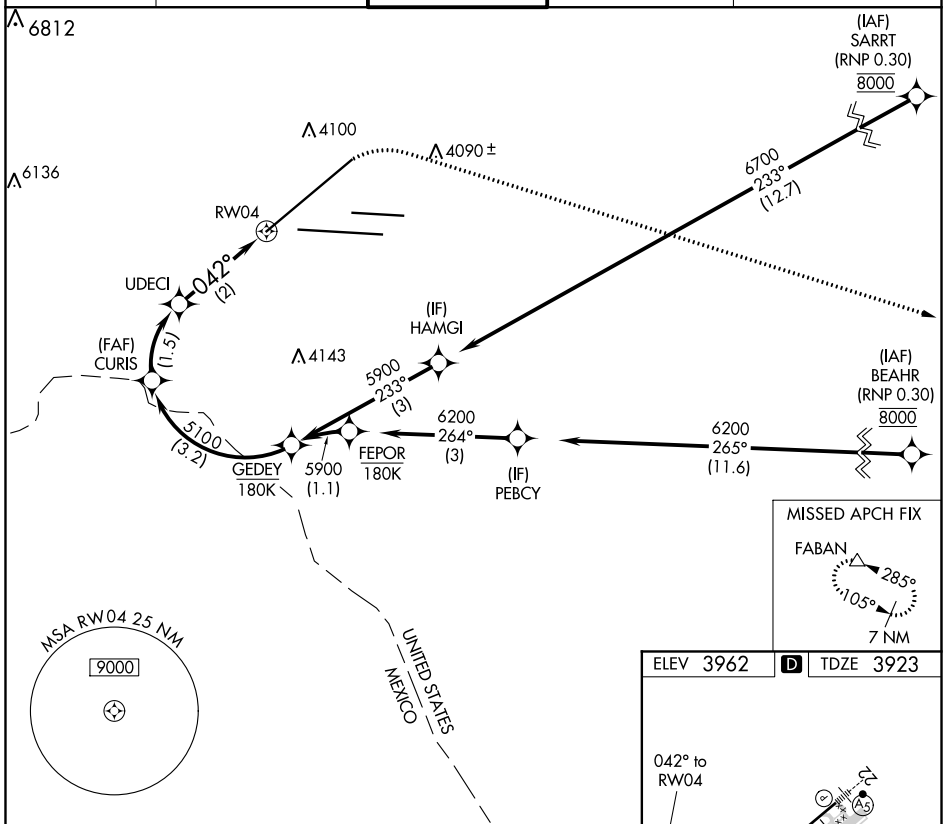 6812
(IAF)
SARRT
(RNP 0.30)
8000
4100
4090 ±
6136
6700
233°
(12.7)
RW04
042°
(2)
UDECI
(IF)
HAMGI
(FAF)
CURIS
(1.5)
4143
5900
233°
(3)
(IAF)
BEAHR
(RNP 0.30)
8000
6200
264°
(3)
6200
265°
(11.6)
5100
(3.2)
GEDEY
180K
5900
(1.1)
FEPOR
180K
(IF)
PEBCY
MISSED APCH FIX
FABAN
285°
105°
7 NM
MSA RW04 25 NM
9000
UNITED STATES
MEXICO
ELEV 3962
D
TDZE 3923
042° to
RW04
22
P
A5